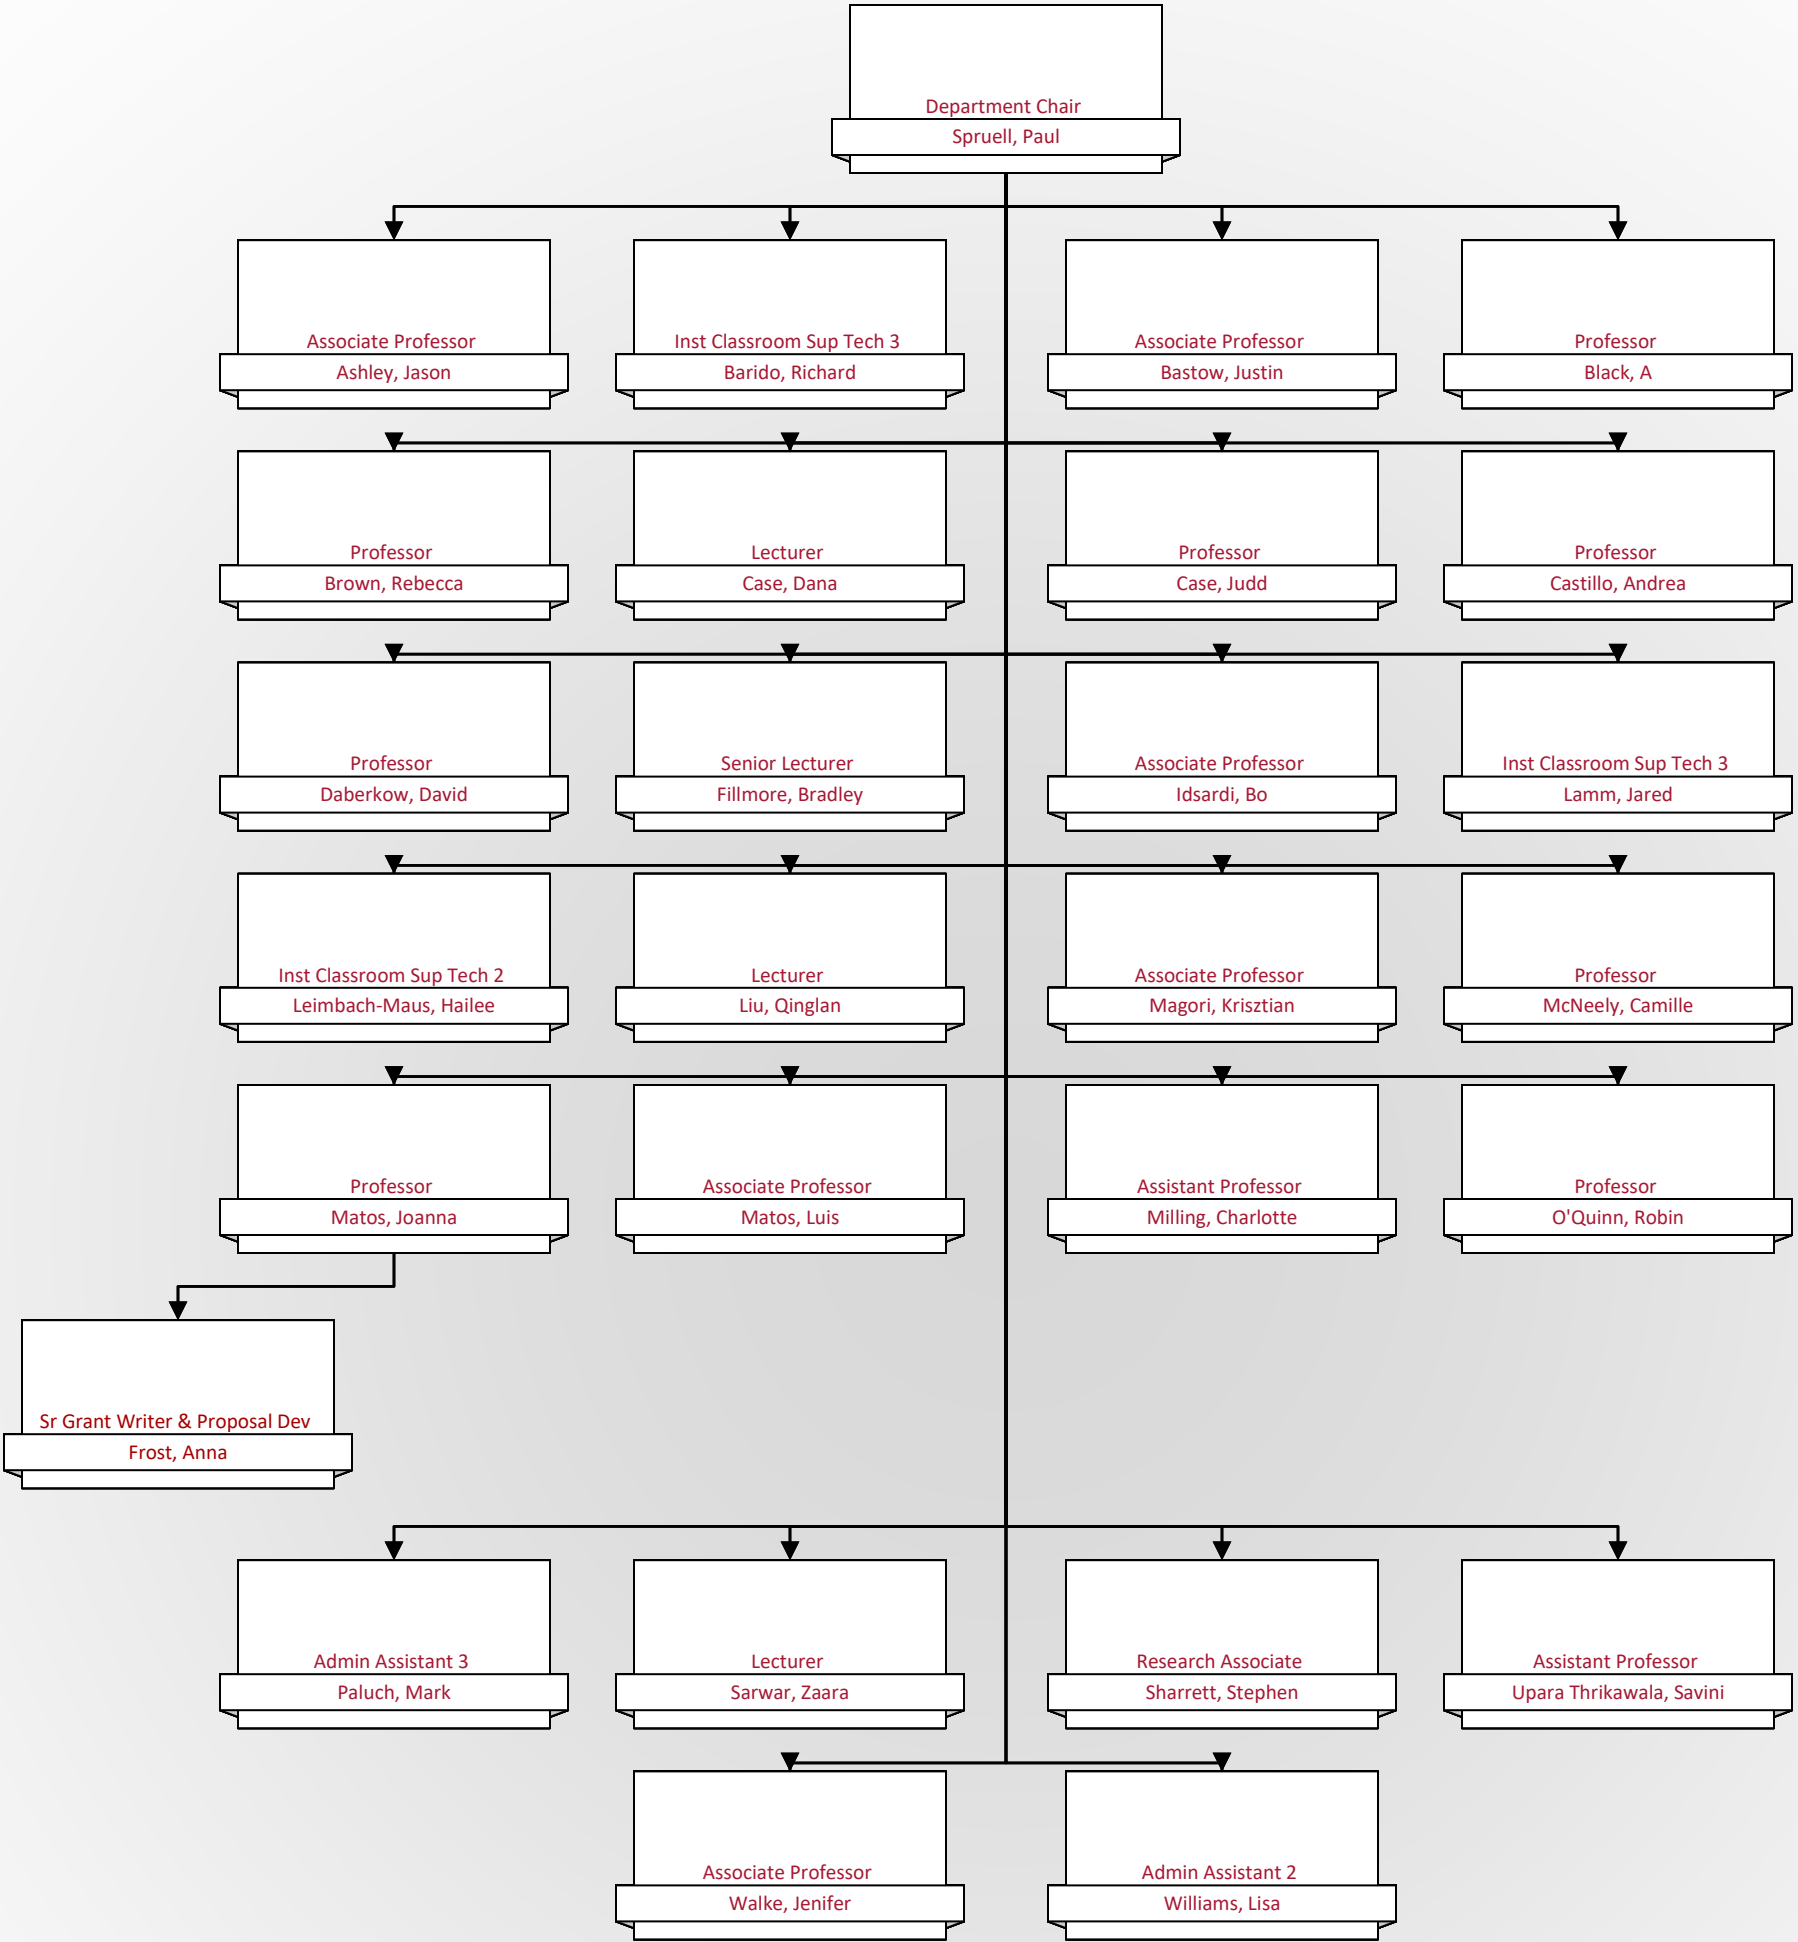 Department Chair
Spruell, Paul
Associate Professor
Ashley, Jason
Inst Classroom Sup Tech 3
Barido, Richard
Associate Professor
Bastow, Justin
Professor
Black, A
Professor
Brown, Rebecca
Lecturer
Case, Dana
Professor
Case, Judd
Professor
Castillo, Andrea
Professor
Daberkow, David
Senior Lecturer
Fillmore, Bradley
Associate Professor
Idsardi, Bo
Inst Classroom Sup Tech 3
Lamm, Jared
Inst Classroom Sup Tech 2
Leimbach-Maus, Hailee
Lecturer
Liu, Qinglan
Associate Professor
Magori, Krisztian
Professor
McNeely, Camille
Professor
Matos, Joanna
Associate Professor
Matos, Luis
Assistant Professor
Milling, Charlotte
Professor
O'Quinn, Robin
Sr Grant Writer & Proposal Dev
Frost, Anna
Admin Assistant 3
Paluch, Mark
Lecturer
Sarwar, Zaara
Research Associate
Sharrett, Stephen
Assistant Professor
Upara Thrikawala, Savini
Associate Professor
Walke, Jenifer
Admin Assistant 2
Williams, Lisa